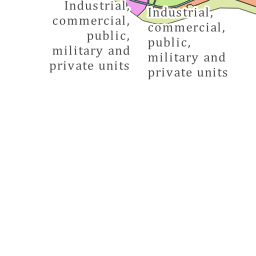 Industrial,
commercial,
public,
military and
private units
Industrial,
commercial,
public,
military and
private units